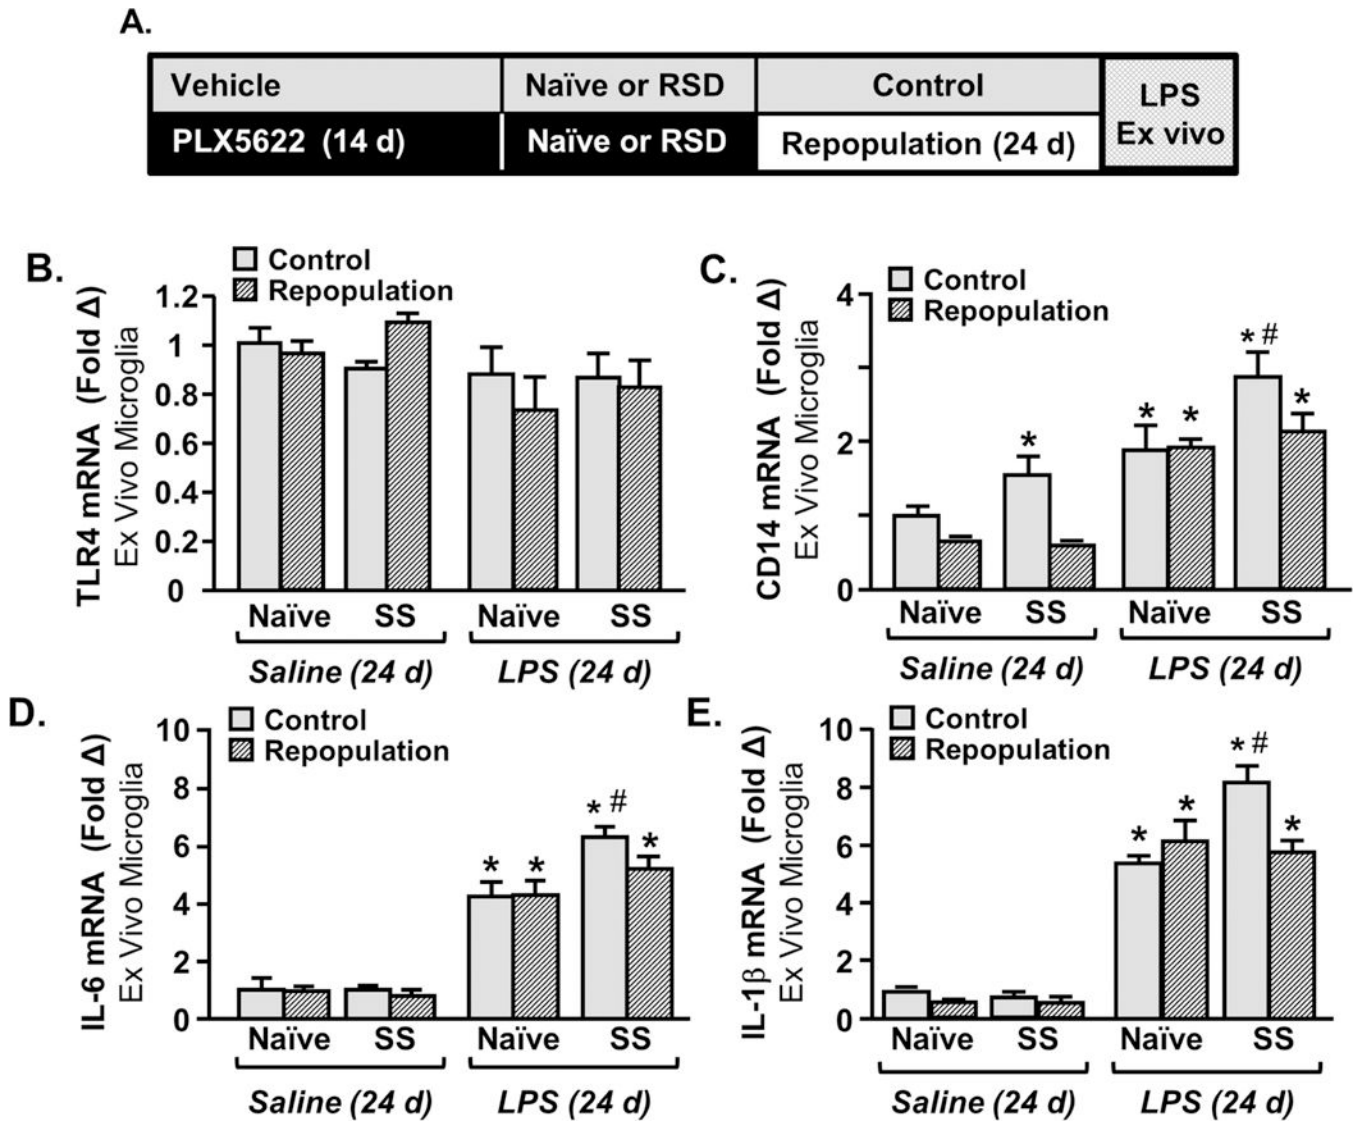 A.
Vehicle
Naïve or RSD
Control
LPS
Ex vivo
PLX5622 (14 d)
Naïve or RSD
Repopulation (24 d)
B.
TLR4 mRNA (Fold Δ)
Ex Vivo Microglia
Control
Repopulation
1.2
1
0.8
0.6
0.4
0.2
0
Naïve
SS
Naïve
SS
Saline (24 d)
LPS (24 d)
C.
CD14 mRNA (Fold Δ)
Ex Vivo Microglia
Control
Repopulation
4
2
0
*
*
*
* #
*
Naïve
SS
Naïve
SS
Saline (24 d)
LPS (24 d)
D.
IL-6 mRNA (Fold Δ)
Ex Vivo Microglia
Control
Repopulation
10
8
6
4
2
0
*
*
* #
*
Naïve
SS
Naïve
SS
Saline (24 d)
LPS (24 d)
E.
IL-1β mRNA (Fold Δ)
Ex Vivo Microglia
Control
Repopulation
10
8
6
4
2
0
*
*
* #
*
Naïve
SS
Naïve
SS
Saline (24 d)
LPS (24 d)